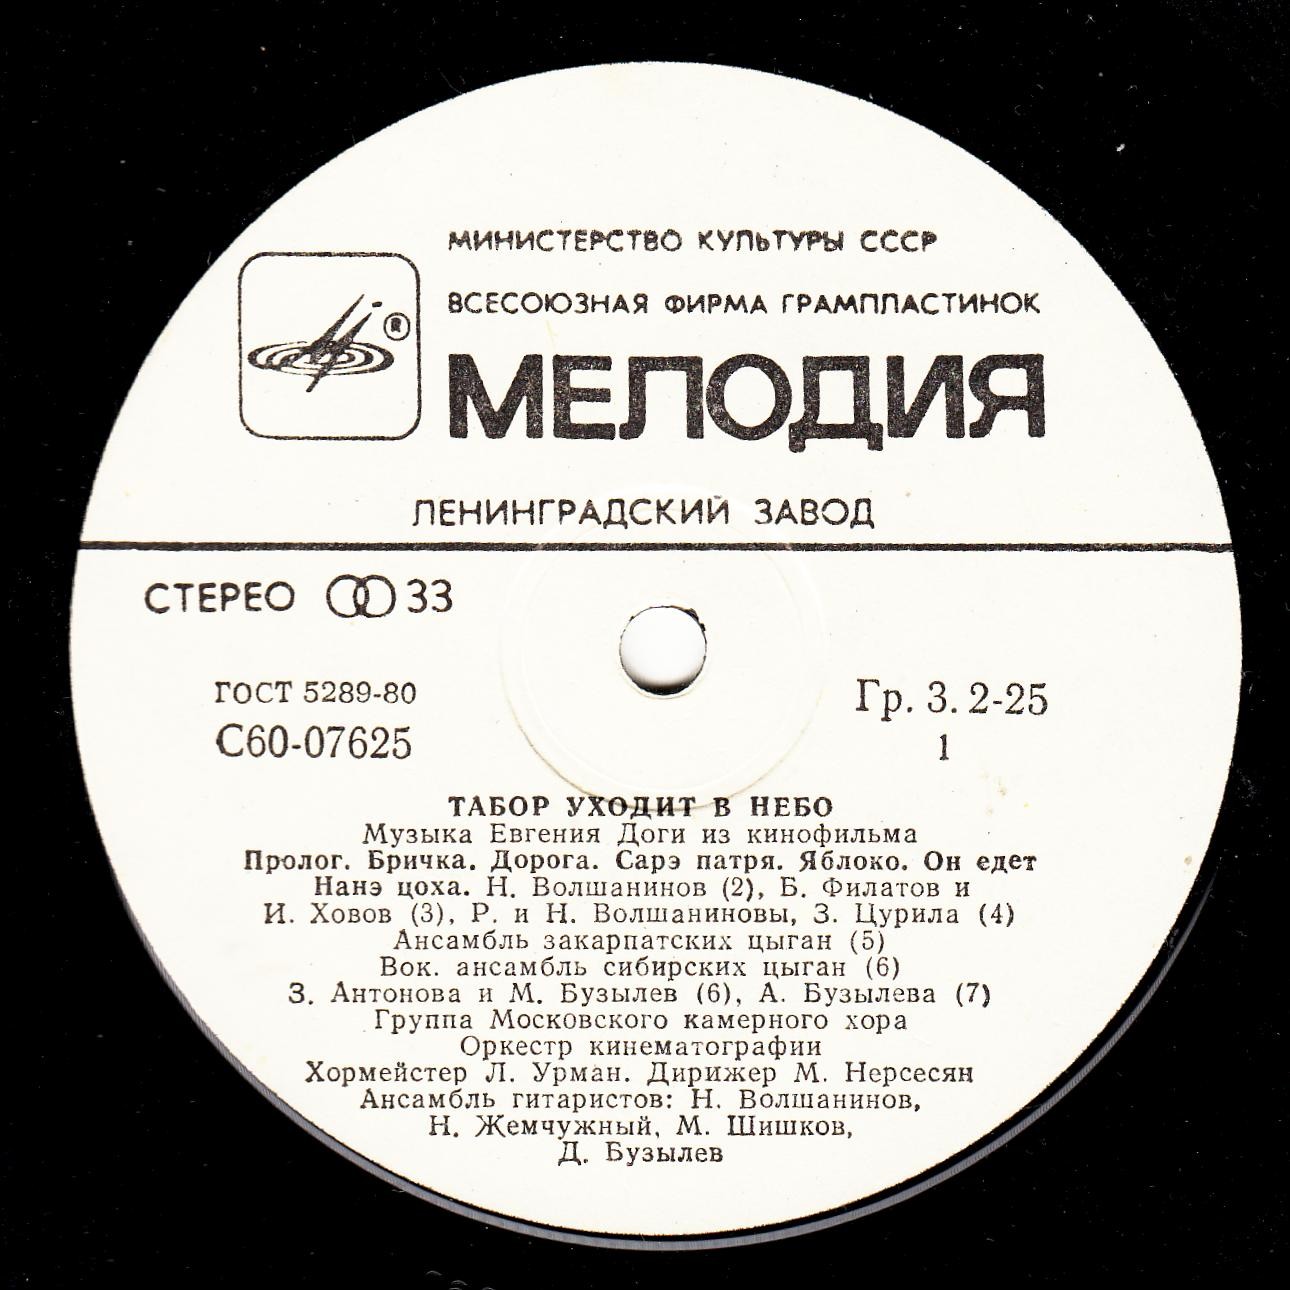 МИНИСТЕРСТВО КУЛЬТУРЫ СССР
ВСЕСОЮЗНАЯ ФИРМА ГРАМПЛАСТИНОК
®
МЕЛОДИЯ
ЛЕНИНГРАДСКИЙ ЗАВОД
СТЕРЕО 33
ГОСТ 5289-80
Гр. 3. 2-25
С60-07625
1
ТАБОР УХОДИТ В НЕБО
Музыка Евгения Доги из кинофильма
Пролог. Бричка. Дорога. Сарэ патря. Яблоко. Он едет
Нанэ цоха. Н. Волшанинов (2), Б. Филатов и
И. Ховов (3), Р. и Н. Волшаниновы, З. Цурила (4)
Ансамбль закарпатских цыган (5)
Вок. ансамбль сибирских цыган (6)
З. Антонова и М. Бузылев (6), А. Бузылева (7)
Группа Московского камерного хора
Оркестр кинематографии
Хормейстер Л. Урман. Дирижер М. Нерсесян
Ансамбль гитаристов: Н. Волшанинов,
Н. Жемчужный, М. Шишков,
Д. Бузылев